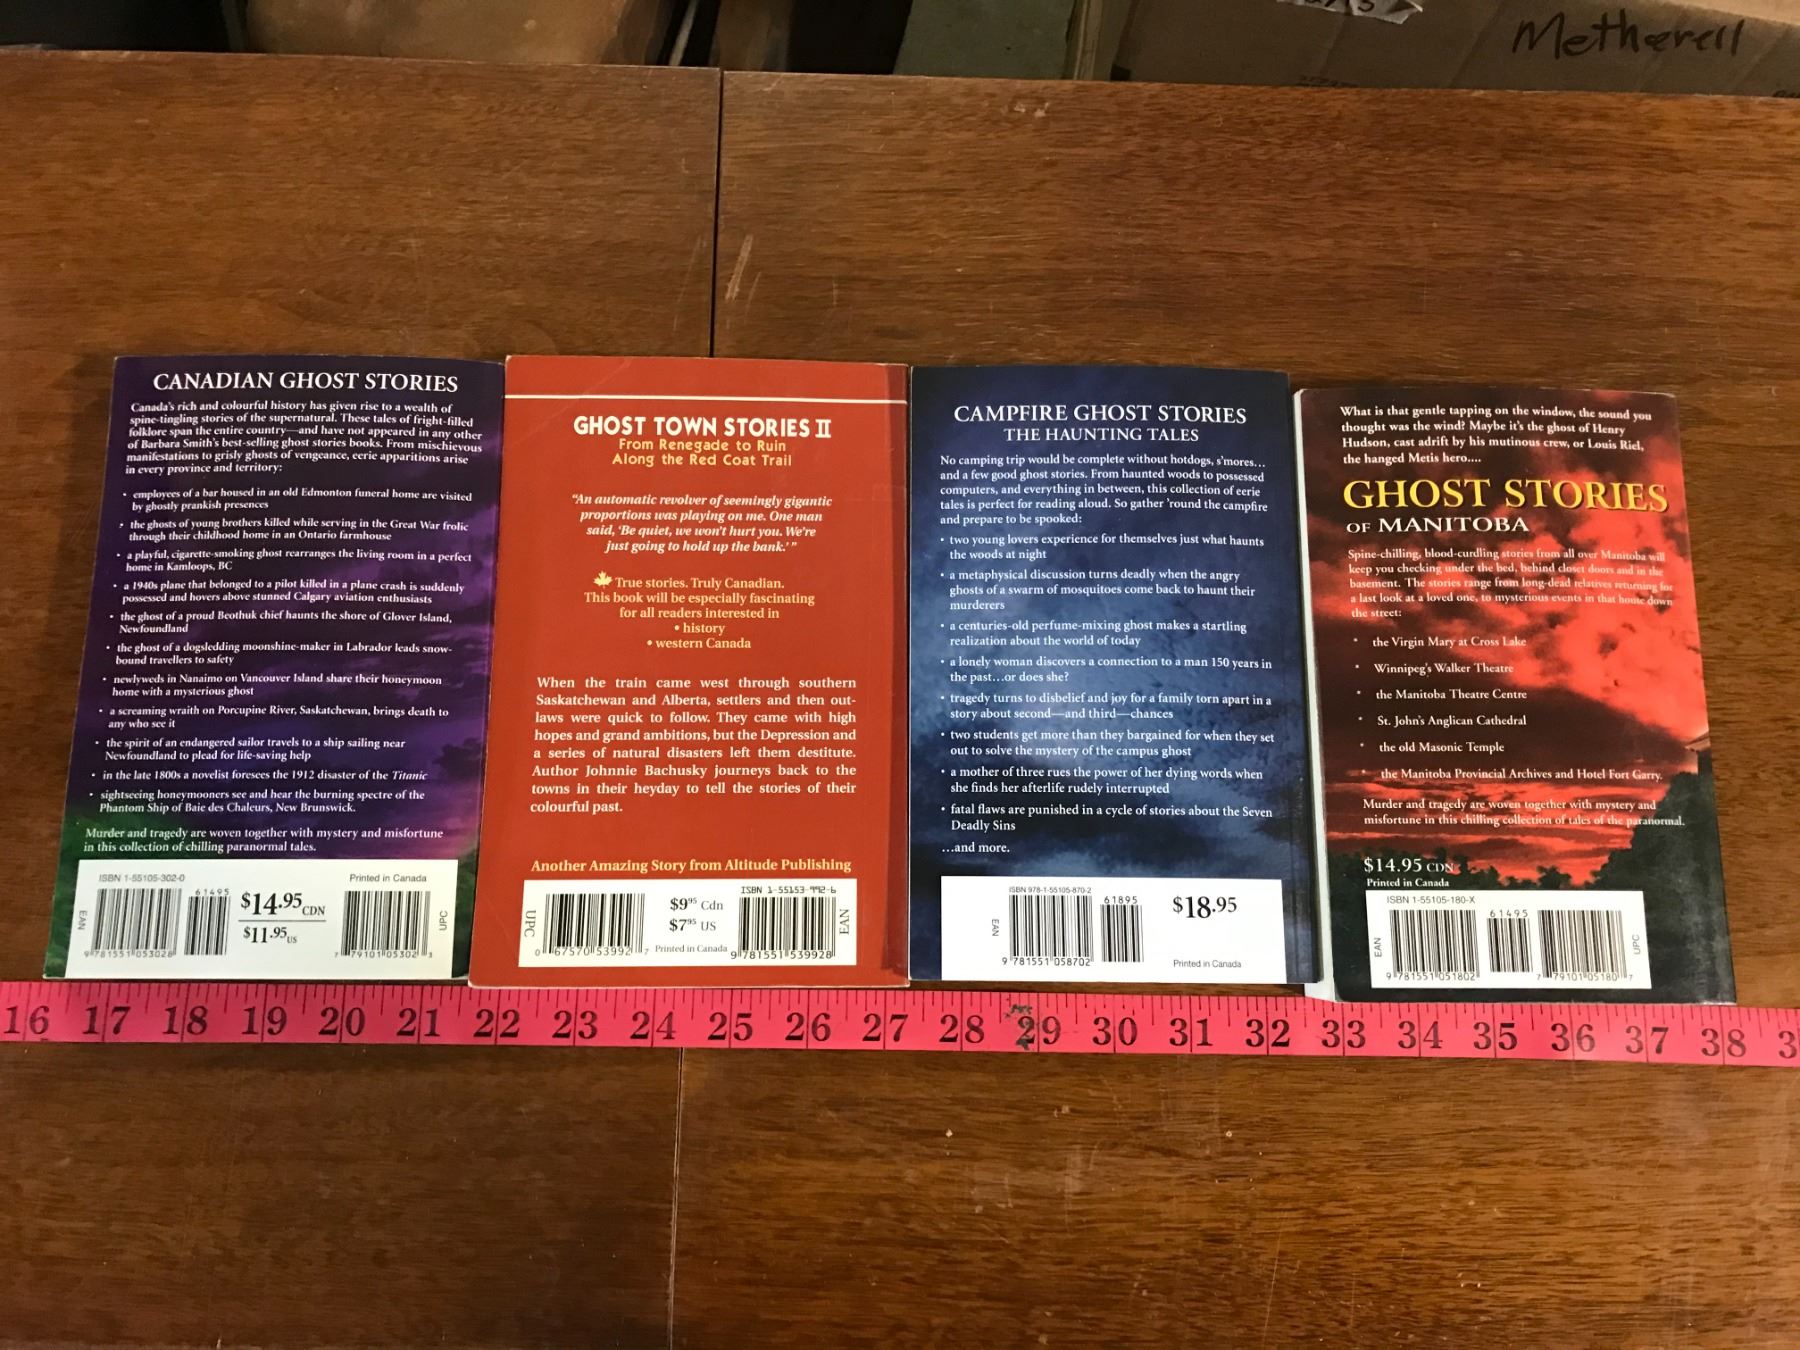 Metherell
CANADIAN GHOST STORIES
Canada's rich and colourful history has given rise to a wealth of
spine-tingling stories of the supernatural. These tales of fright-filled
folklore span the entire country—and have not appeared in any other
of Barbara Smith's best-selling ghost stories books. From mischievous
manifestations to grisly ghosts of vengeance, eerie apparitions arise
in every province and territory:
• employees of a bar housed in an old Edmonton funeral home are visited
by ghostly prankish presences
• the ghosts of young brothers killed while serving in the Great War frolic
through their childhood home in an Ontario farmhouse
• a playful, cigarette-smoking ghost rearranges the living room in a perfect
home in Kamloops, BC
• a 1940s plane that belonged to a pilot killed in a plane crash is suddenly
possessed and hovers above stunned Calgary aviation enthusiasts
• the ghost of a proud Beothuk chief haunts the shore of Glover Island,
Newfoundland
• the ghost of a dogsledding moonshine-maker in Labrador leads snow-
bound travellers to safety
• newlyweds in Nanaimo on Vancouver Island share their honeymoon
home with a mysterious ghost
• a screaming wraith on Porcupine River, Saskatchewan, brings death to
any who see it
• the spirit of an endangered sailor travels to a ship sailing near
Newfoundland to plead for life-saving help
• in the late 1800s a novelist foresees the 1912 disaster of the Titanic
• sightseeing honeymooners see and hear the burning spectre of the
Phantom Ship of Baie des Chaleurs, New Brunswick.
Murder and tragedy are woven together with mystery and misfortune
in this collection of chilling paranormal tales.
ISBN 1-55105-302-0
Printed in Canada
61495
$14.95 CDN
$11.95 US
EAN
UPC
9 781551 053028
7 79101 05302 3
GHOST TOWN STORIES II
From Renegade to Ruin
Along the Red Coat Trail
"An automatic revolver of seemingly gigantic
proportions was playing on me. One man
said, 'Be quiet, we won't hurt you. We're
just going to hold up the bank.'"
True stories. Truly Canadian.
This book will be especially fascinating
for all readers interested in
• history
• western Canada
When the train came west through southern
Saskatchewan and Alberta, settlers and then out-
laws were quick to follow. They came with high
hopes and grand ambitions, but the Depression and
a series of natural disasters left them destitute.
Author Johnnie Bachusky journeys back to the
towns in their heyday to tell the stories of their
colourful past.
Another Amazing Story from Altitude Publishing
ISBN 1-55153-992-6
$9.95 Cdn
$7.95 US
Printed in Canada
UPC
EAN
0 67570 53992 7
9 781551 539928
CAMPFIRE GHOST STORIES
THE HAUNTING TALES
No camping trip would be complete without hotdogs, s'mores...
and a few good ghost stories. From haunted woods to possessed
computers, and everything in between, this collection of eerie
tales is perfect for reading aloud. So gather 'round the campfire
and prepare to be spooked:
• two young lovers experience for themselves just what haunts
the woods at night
• a metaphysical discussion turns deadly when the angry
ghosts of a swarm of mosquitoes come back to haunt their
murderers
• a centuries-old perfume-mixing ghost makes a startling
realization about the world of today
• a lonely woman discovers a connection to a man 150 years in
the past...or does she?
• tragedy turns to disbelief and joy for a family torn apart in a
story about second—and third—chances
• two students get more than they bargained for when they set
out to solve the mystery of the campus ghost
• a mother of three rues the power of her dying words when
she finds her afterlife rudely interrupted
• fatal flaws are punished in a cycle of stories about the Seven
Deadly Sins
...and more.
ISBN 978-1-55105-870-2
61895
$18.95
EAN
9 781551 058702
Printed in Canada
What is that gentle tapping on the window, the sound you
thought was the wind? Maybe it's the ghost of Henry
Hudson, cast adrift by his mutinous crew, or Louis Riel,
the hanged Metis hero....
GHOST STORIES
OF MANITOBA
Spine-chilling, blood-curdling stories from all over Manitoba will
keep you checking under the bed, behind closet doors and in the
basement. The stories range from long-dead relatives returning for
a last look at a loved one, to mysterious events in that house down
the street:
• the Virgin Mary at Cross Lake
• Winnipeg's Walker Theatre
• the Manitoba Theatre Centre
• St. John's Anglican Cathedral
• the old Masonic Temple
• the Manitoba Provincial Archives and Hotel Fort Garry.
Murder and tragedy are woven together with mystery and
misfortune in this chilling collection of tales of the paranormal.
$14.95 CDN
Printed in Canada
ISBN 1-55105-180-X
61495
EAN
UPC
9 781551 051802
7 79101 05180 7
16 17 18 19 20 21 22 23 24 25 26 27 28 29 30 31 32 33 34 35 36 37 38